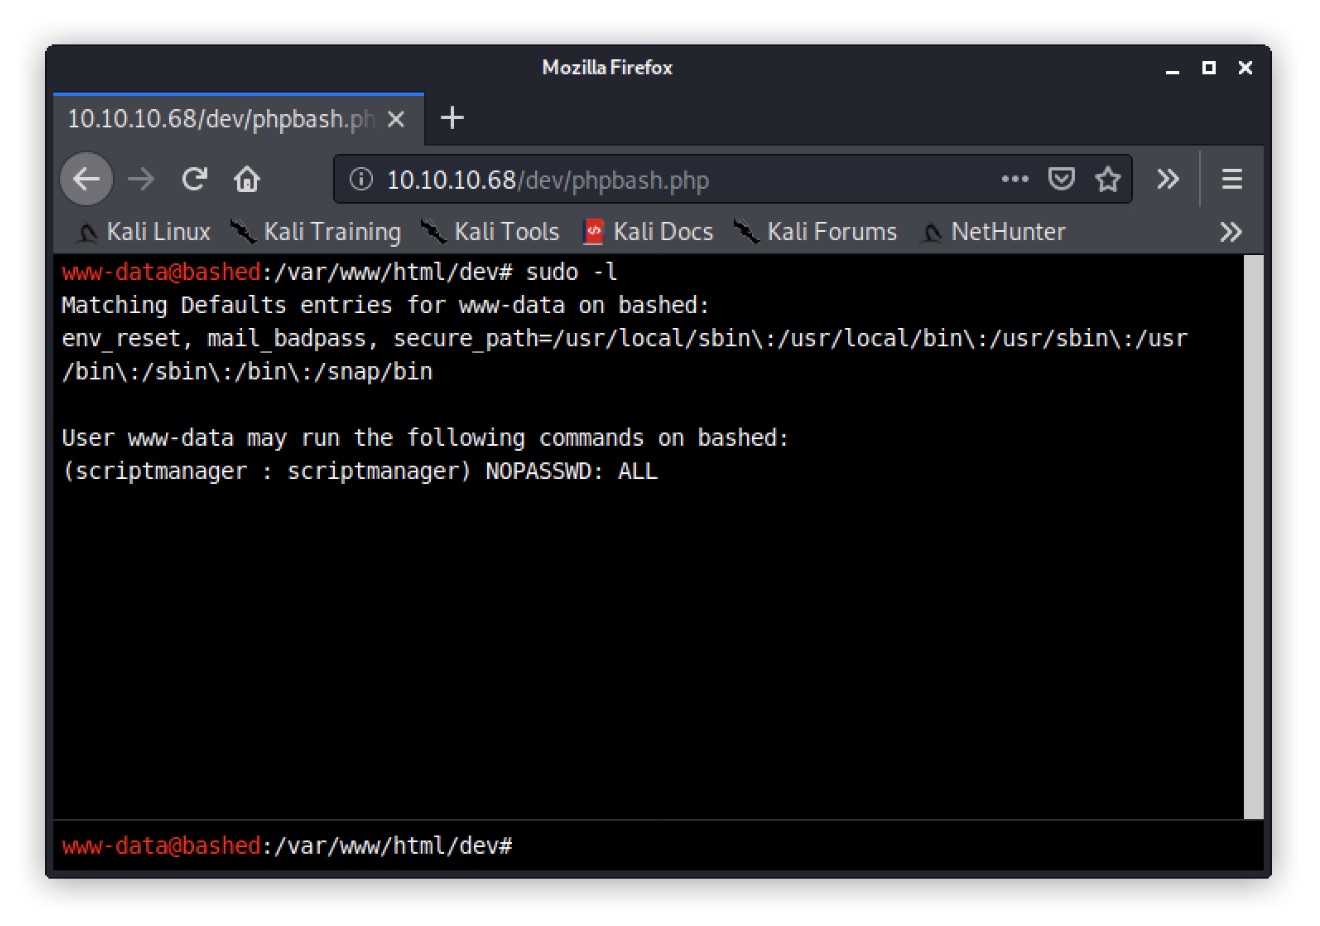 Mozilla Firefox
10.10.10.68/dev/phpbash.ph
10.10.10.68/dev/phpbash.php
Kali Linux Kali Training Kali Tools Kali Docs Kali Forums NetHunter
www-data@bashed:/var/www/html/dev# sudo -l
Matching Defaults entries for www-data on bashed:
env_reset, mail_badpass, secure_path=/usr/local/sbin\:/usr/local/bin\:/usr/sbin\:/usr
/bin\:/sbin\:/bin\:/snap/bin
User www-data may run the following commands on bashed:
(scriptmanager : scriptmanager) NOPASSWD: ALL
www-data@bashed:/var/www/html/dev#